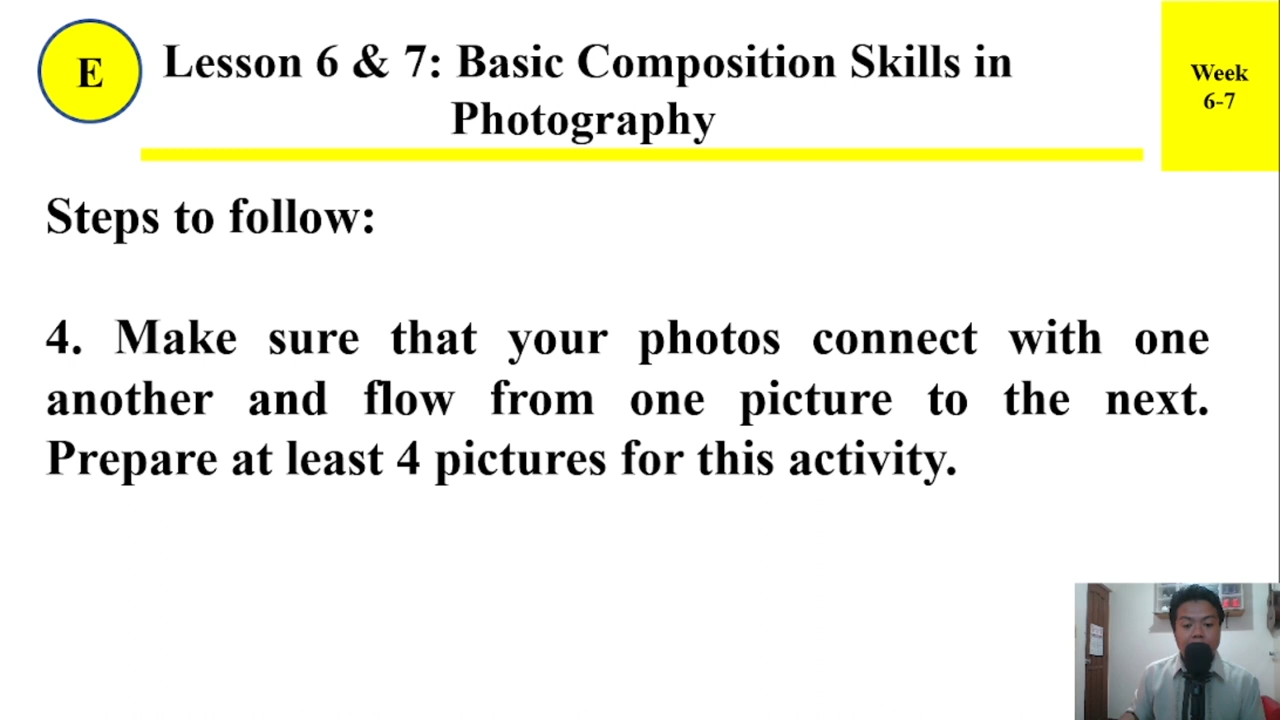 E
Lesson 6 & 7: Basic Composition Skills in
Photography
Week
6-7
Steps to follow:
4. Make sure that your photos connect with one
another and flow from one picture to the next.
Prepare at least 4 pictures for this activity.